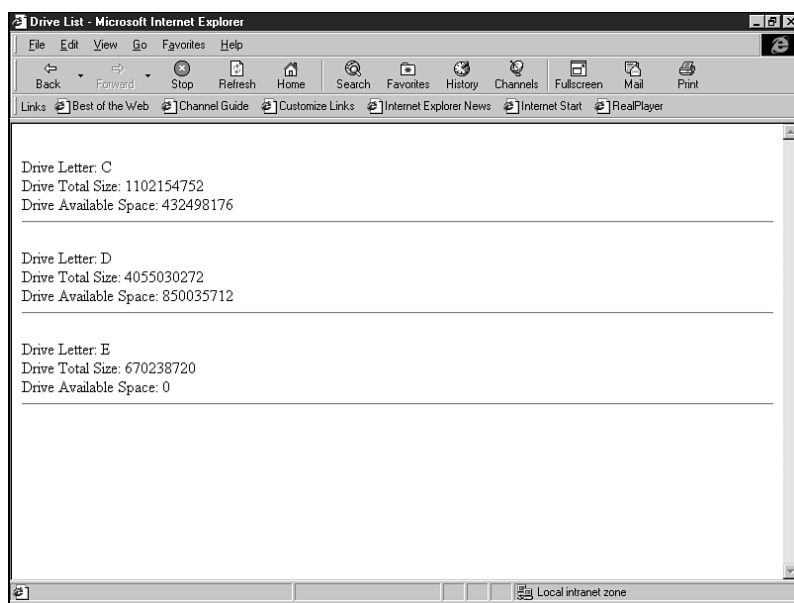 Drive List - Microsoft Internet Explorer
File Edit View Go Favorites Help
Back Forward Stop Refresh Home Search Favorites History Channels Fullscreen Mail Print
Links Best of the Web Channel Guide Customize Links Internet Explorer News Internet Start RealPlayer
Drive Letter: C
Drive Total Size: 1102154752
Drive Available Space: 432498176
Drive Letter: D
Drive Total Size: 4055030272
Drive Available Space: 850035712
Drive Letter: E
Drive Total Size: 670238720
Drive Available Space: 0
Local intranet zone